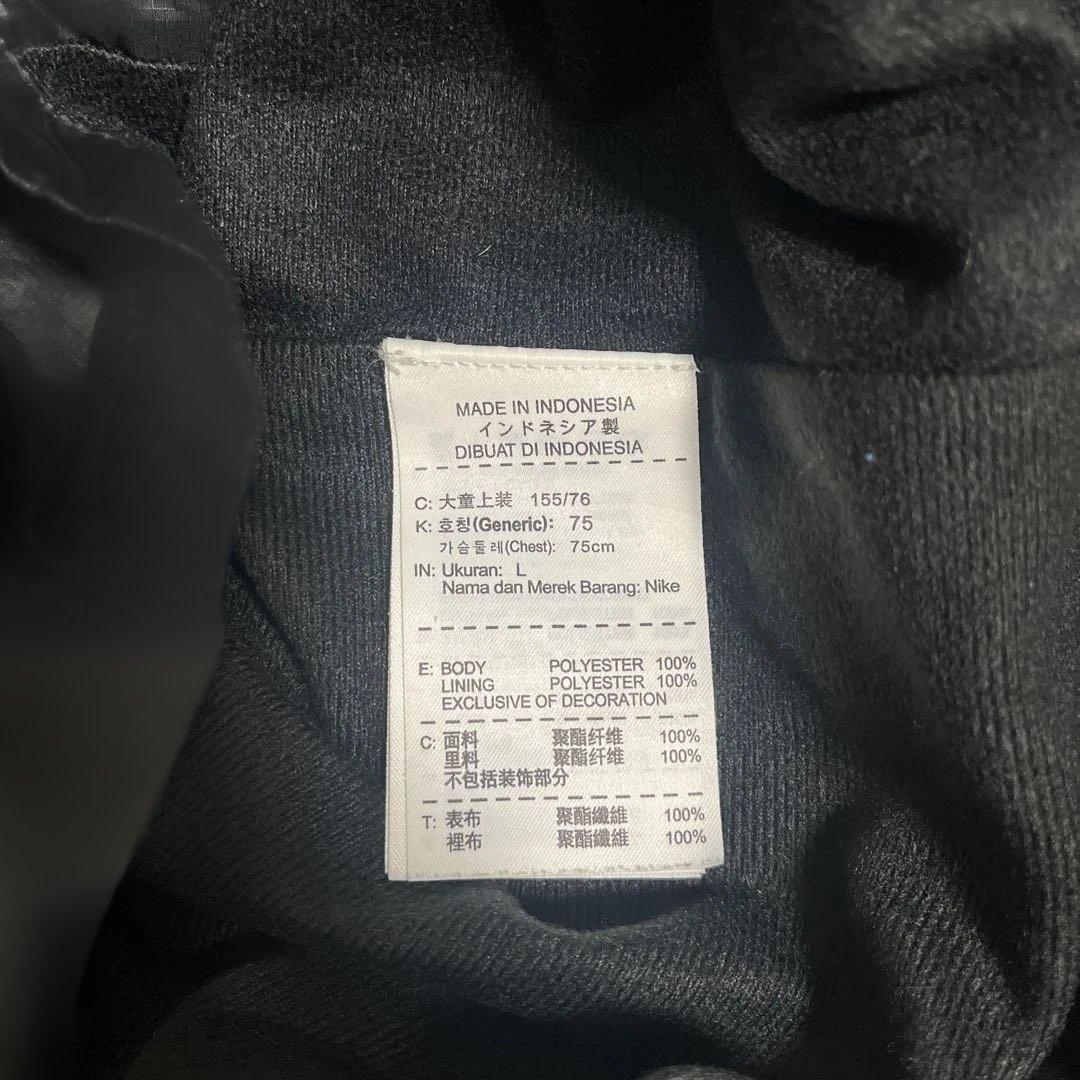 MADE IN INDONESIA
インドネシア製
DIBUAT DI INDONESIA
C: 大童上装 155/76
K: 호칭(Generic): 75
가슴둘레(Chest): 75cm
IN: Ukuran: L
Nama dan Merek Barang: Nike
E: BODY POLYESTER 100%
LINING POLYESTER 100%
EXCLUSIVE OF DECORATION
C: 面料 聚酯纤维 100%
里料 聚酯纤维 100%
不包括装饰部分
T: 表布 聚酯纖維 100%
裡布 聚酯纖維 100%